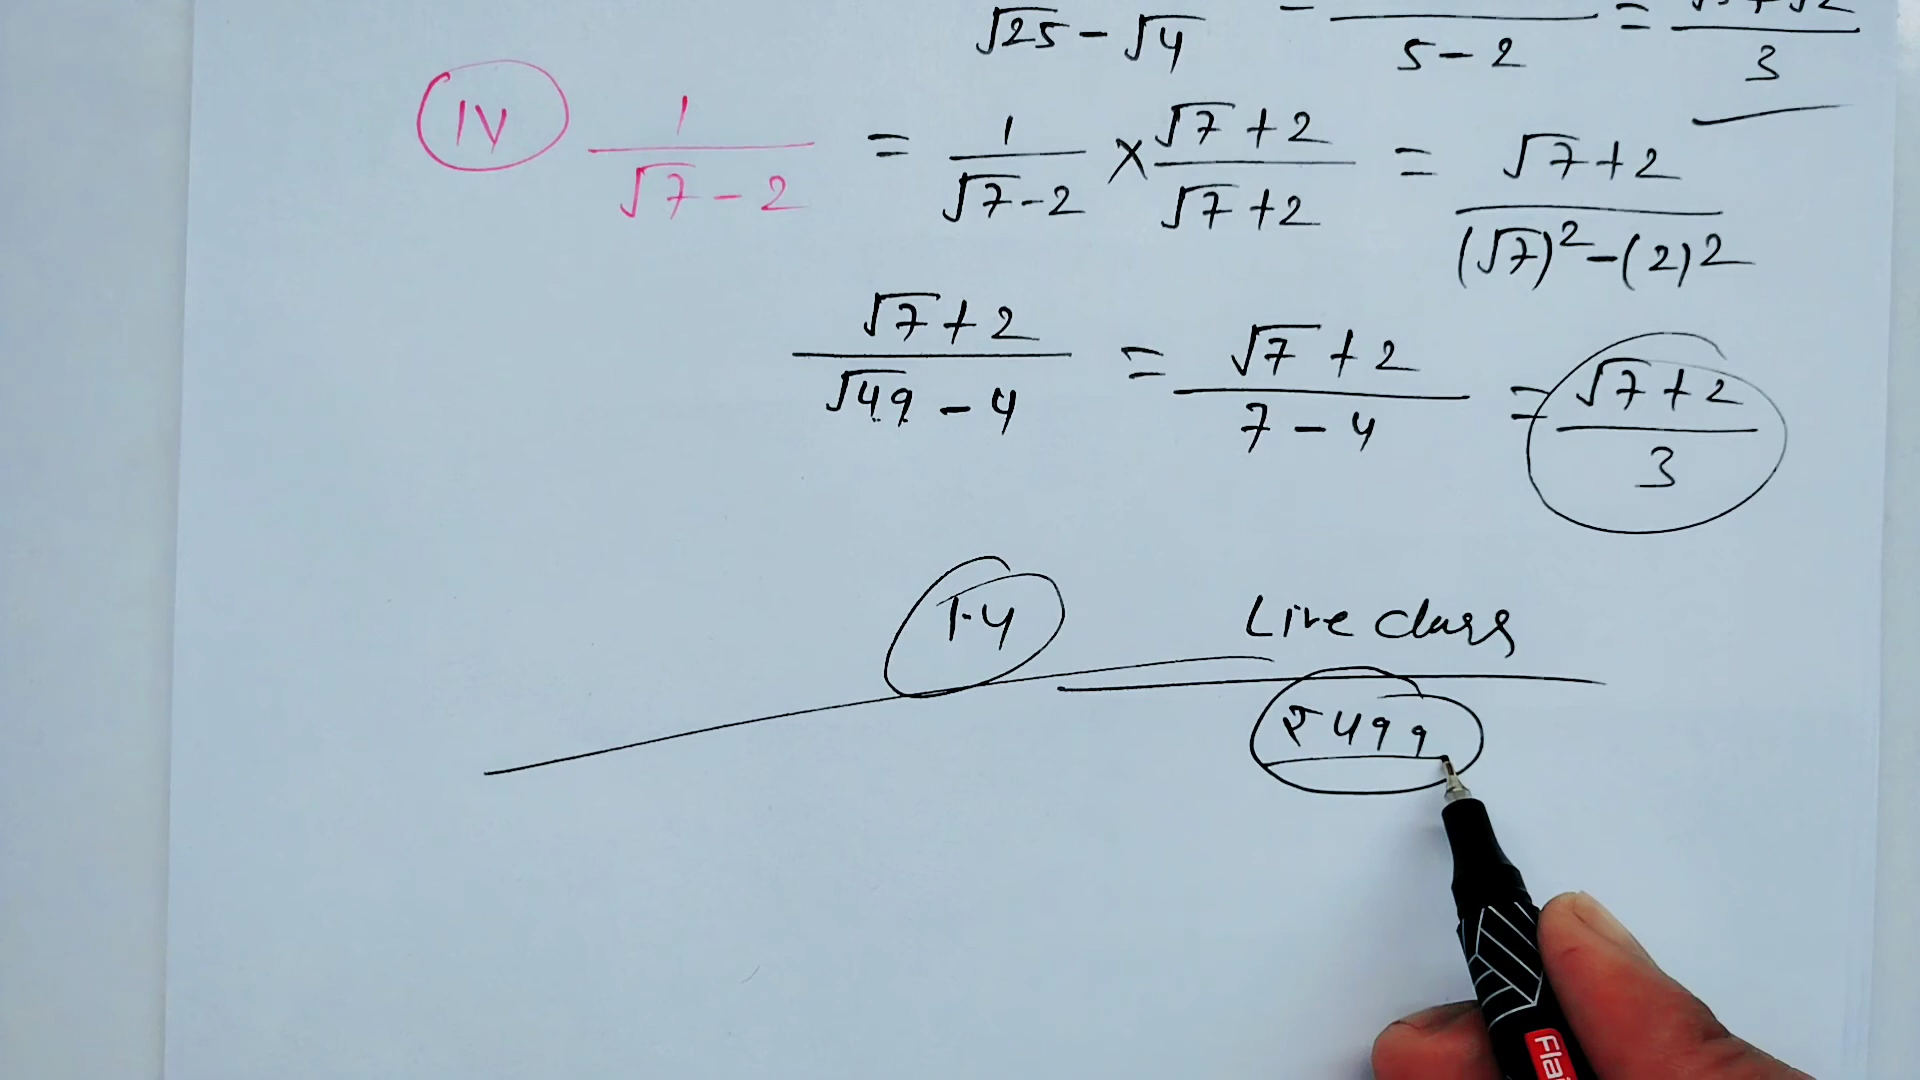 √25 - √4 - 5 - 2 = 3
IV 1/(√7 - 2) = 1/(√7 - 2) × (√7 + 2)/(√7 + 2) = (√7 + 2)/((√7)² - (2)²)
(√7 + 2)/(√49 - 4) = (√7 + 2)/(7 - 4) = (√7 + 2)/3
1.4 Live class
₹499
Flai